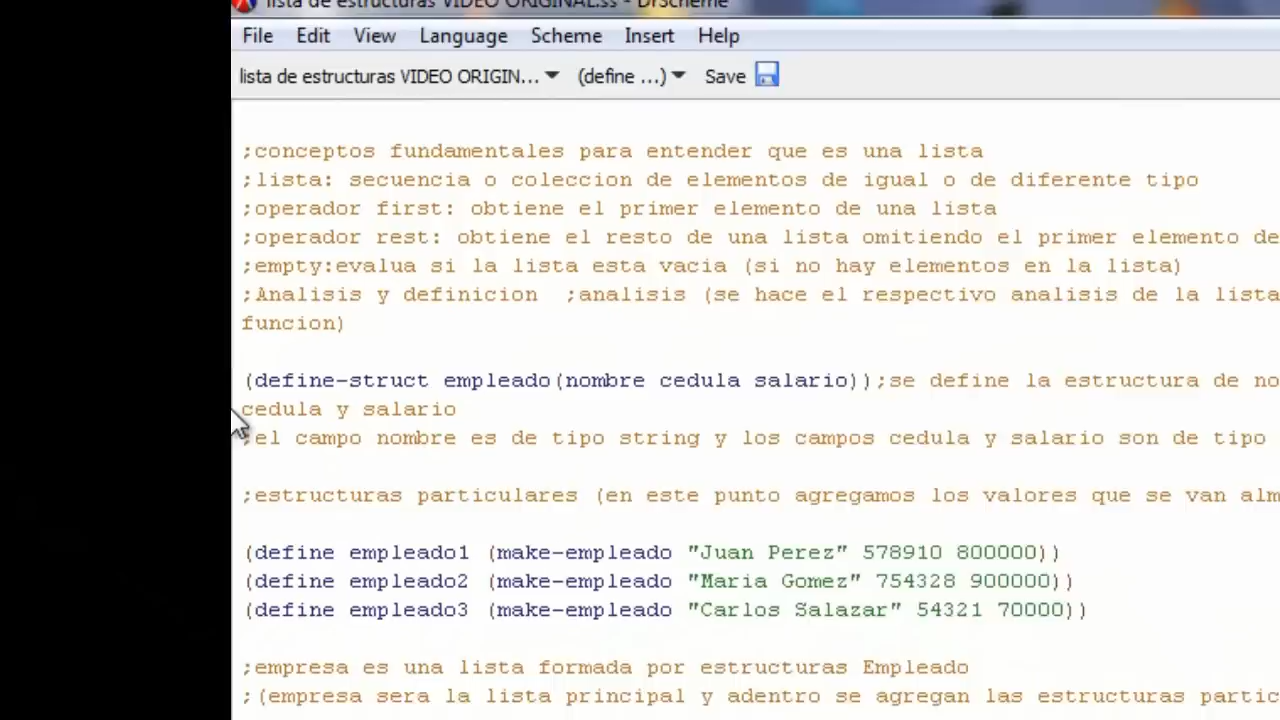 lista de estructuras VIDEO ORIGINAL.ss - DrScheme
File Edit View Language Scheme Insert Help
lista de estructuras VIDEO ORIGIN... (define ...) Save
;conceptos fundamentales para entender que es una lista
;lista: secuencia o coleccion de elementos de igual o de diferente tipo
;operador first: obtiene el primer elemento de una lista
;operador rest: obtiene el resto de una lista omitiendo el primer elemento de
;empty:evalua si la lista esta vacia (si no hay elementos en la lista)
;Analisis y definicion ;analisis (se hace el respectivo analisis de la lista
funcion)
(define-struct empleado(nombre cedula salario));se define la estructura de no
cedula y salario
;el campo nombre es de tipo string y los campos cedula y salario son de tipo
;estructuras particulares (en este punto agregamos los valores que se van alm
(define empleado1 (make-empleado "Juan Perez" 578910 800000))
(define empleado2 (make-empleado "Maria Gomez" 754328 900000))
(define empleado3 (make-empleado "Carlos Salazar" 54321 70000))
;empresa es una lista formada por estructuras Empleado
;(empresa sera la lista principal y adentro se agregan las estructuras partic